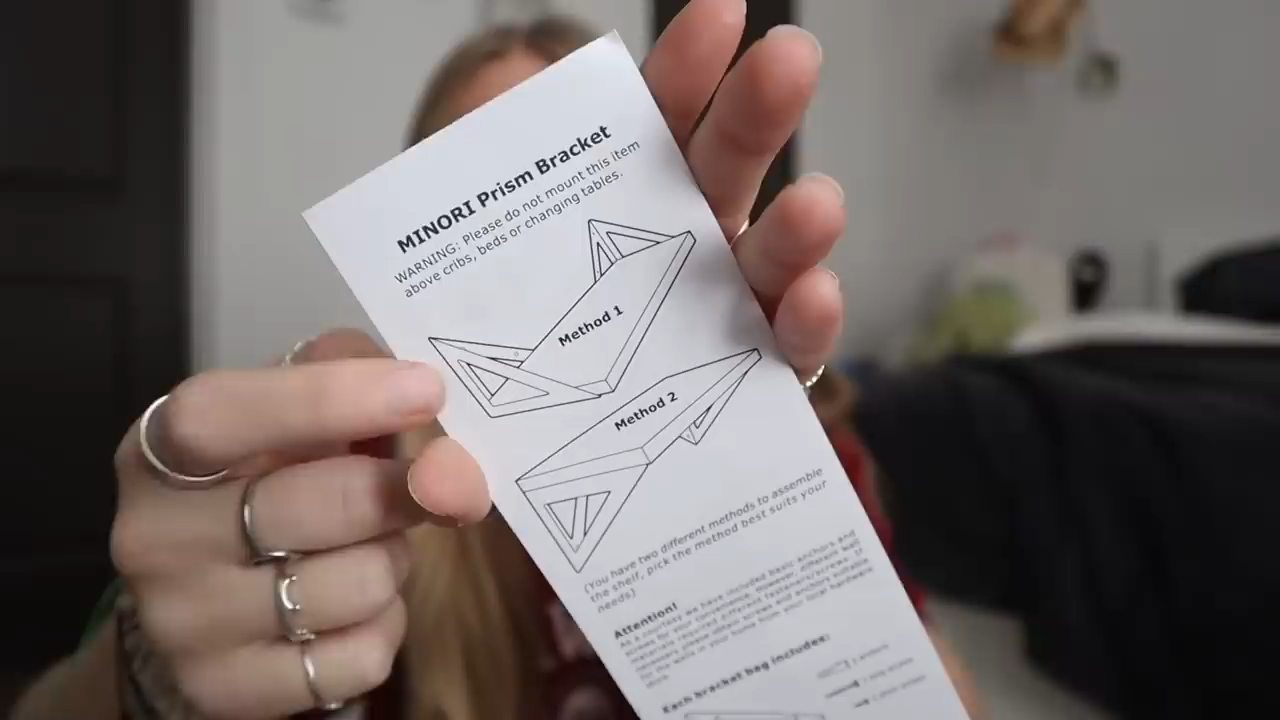 MINORI Prism Bracket
WARNING: Please do not mount this item
above cribs, beds or changing tables.
Method 1
Method 2
(You have two different methods to assemble
the shelf, pick the method best suits your
needs)
Attention!
As a courtesy we have included basic anchors and
screws for your convenience. However, different wall
materials required different fasteners/screws. If
necessary please obtain screws and anchors suitable
for the walls in your home from your local hardware
store.
Each bracket bag includes: